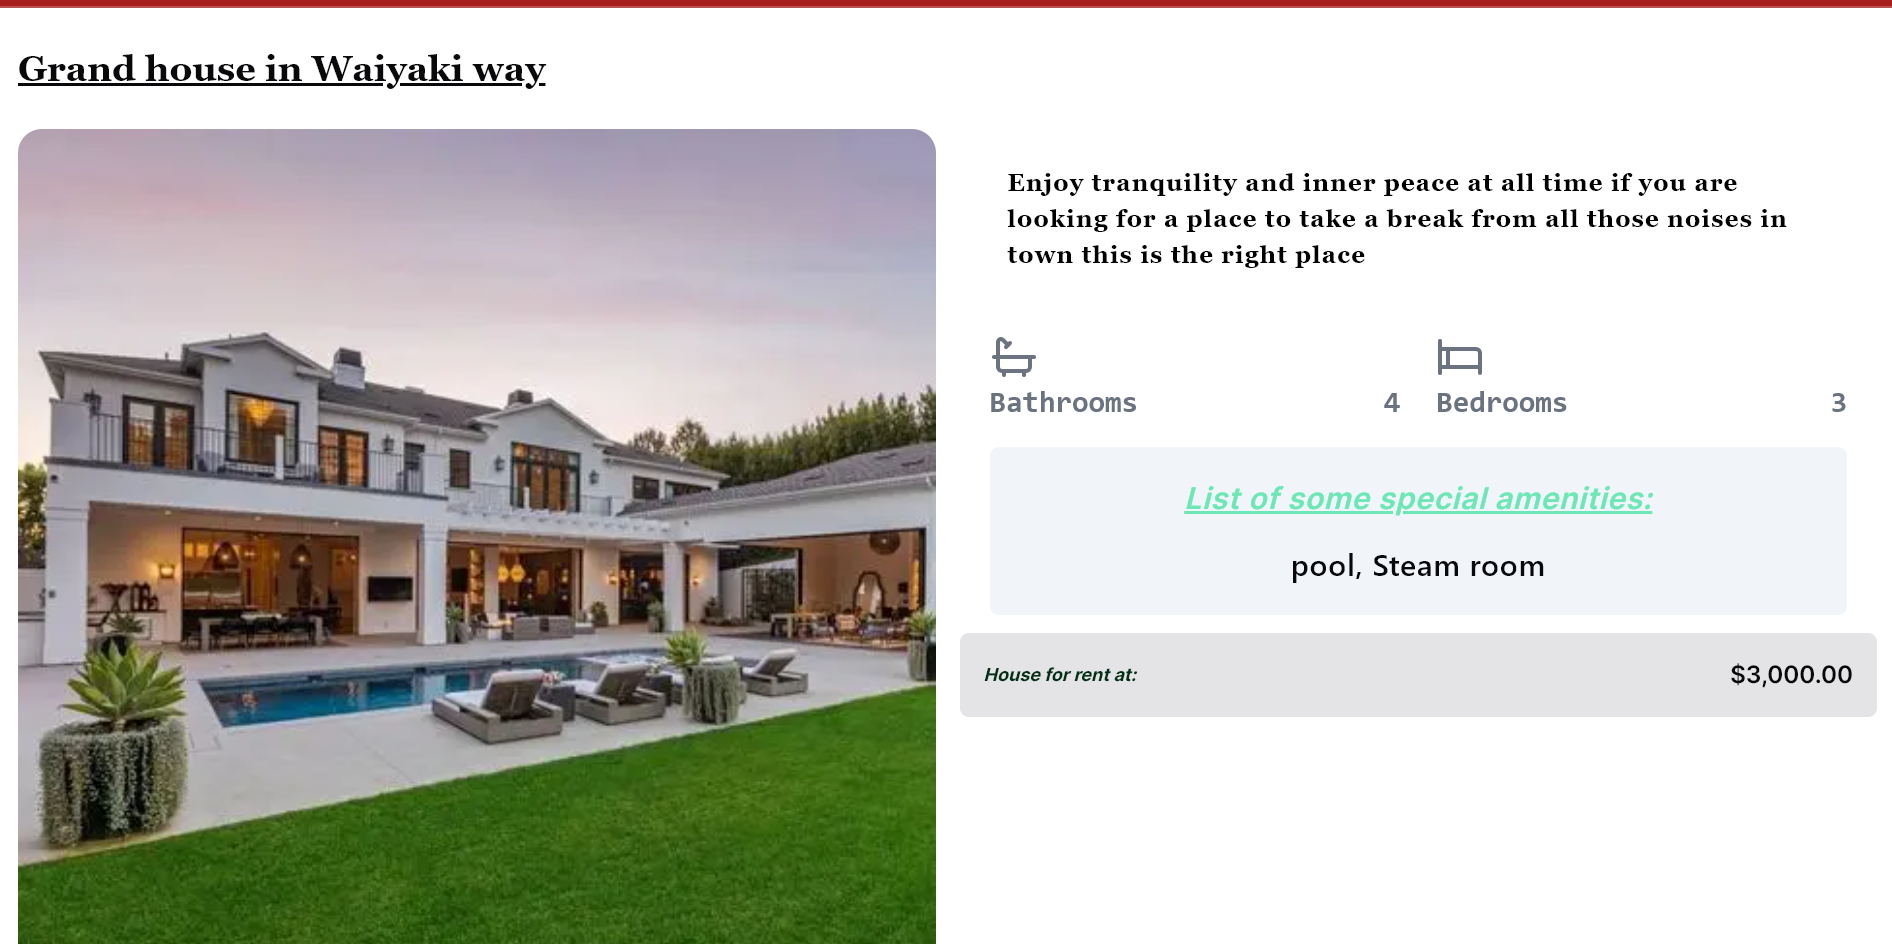 Grand house in Waiyaki way
Enjoy tranquility and inner peace at all time if you are
looking for a place to take a break from all those noises in
town this is the right place
Bathrooms 4 Bedrooms 3
List of some special amenities:
pool, Steam room
House for rent at: $3,000.00